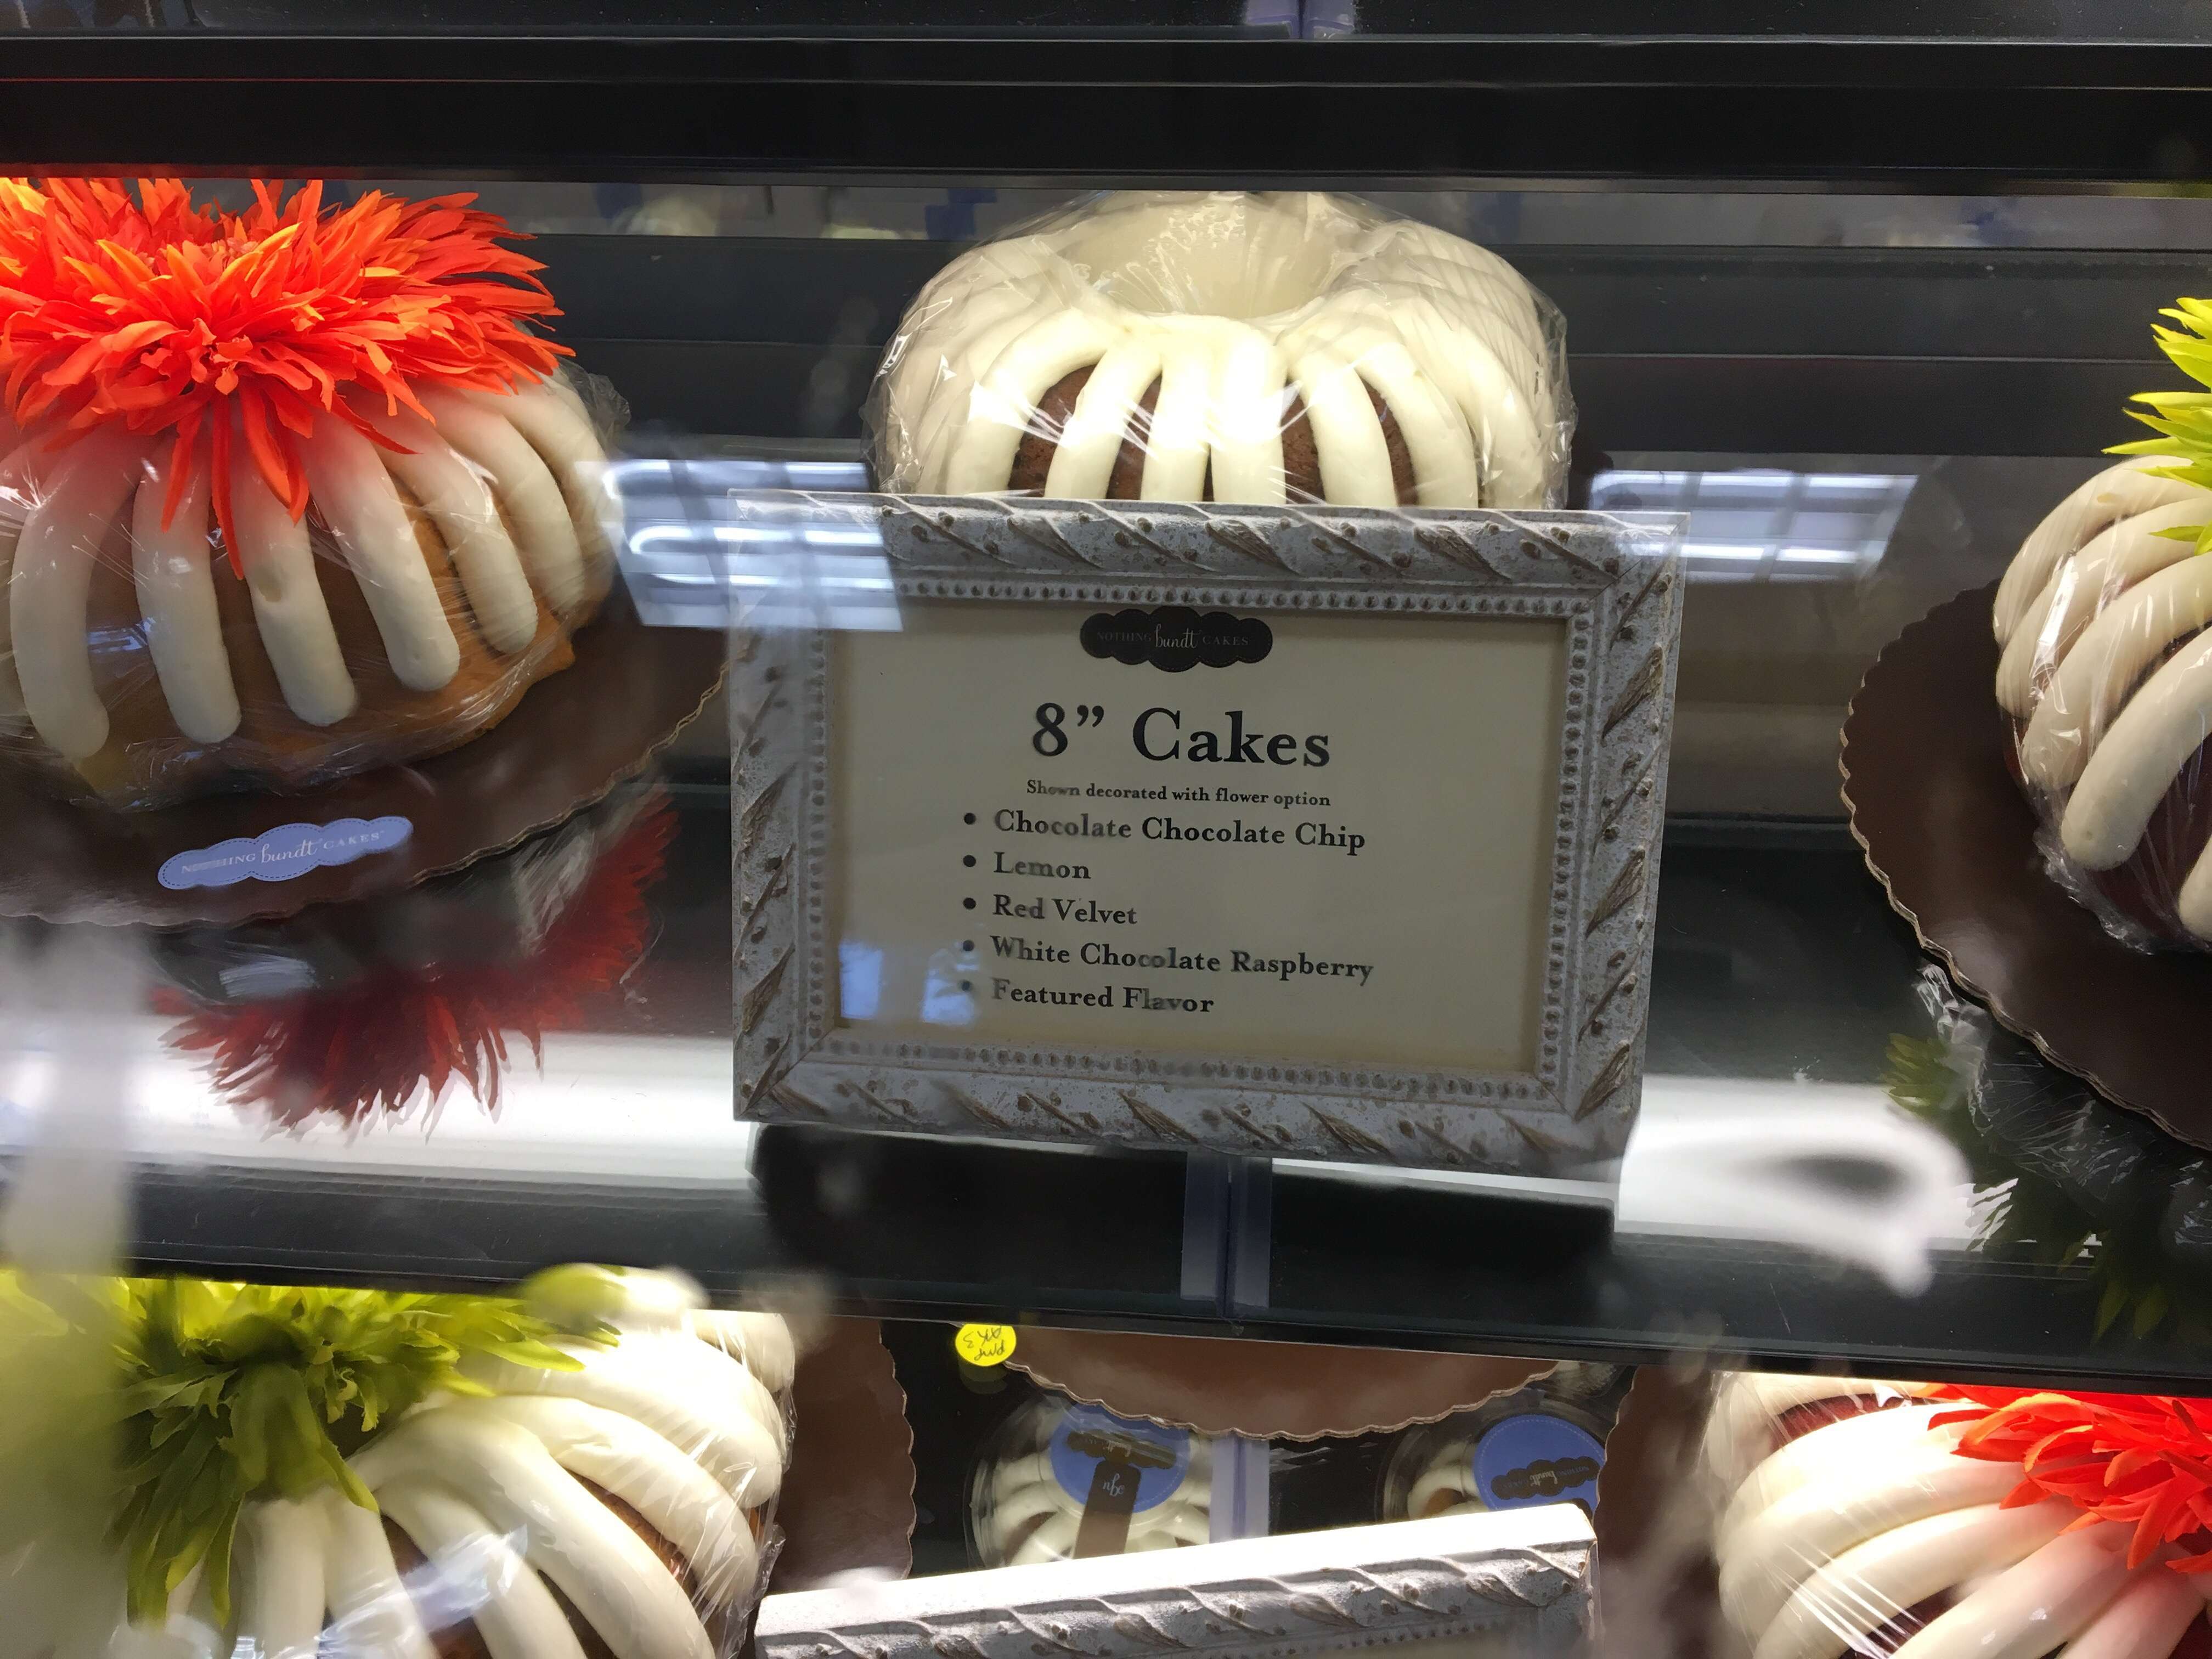 NOTHING bundt CAKES
8” Cakes
Shown decorated with flower option
• Chocolate Chocolate Chip
• Lemon
• Red Velvet
• White Chocolate Raspberry
• Featured Flavor
NOTHING bundt CAKES